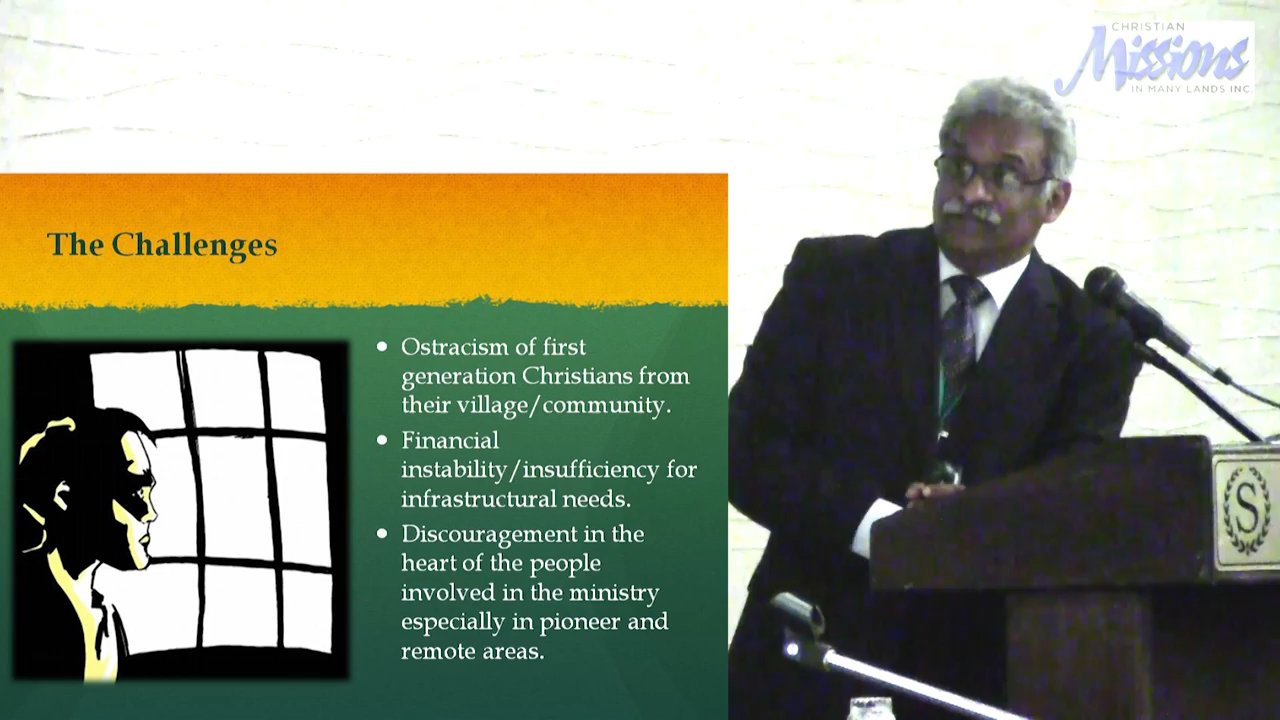 CHRISTIAN
Missions
IN MANY LANDS INC.
The Challenges
• Ostracism of first
generation Christians from
their village/community.
• Financial
instability/insufficiency for
infrastructural needs.
• Discouragement in the
heart of the people
involved in the ministry
especially in pioneer and
remote areas.
S